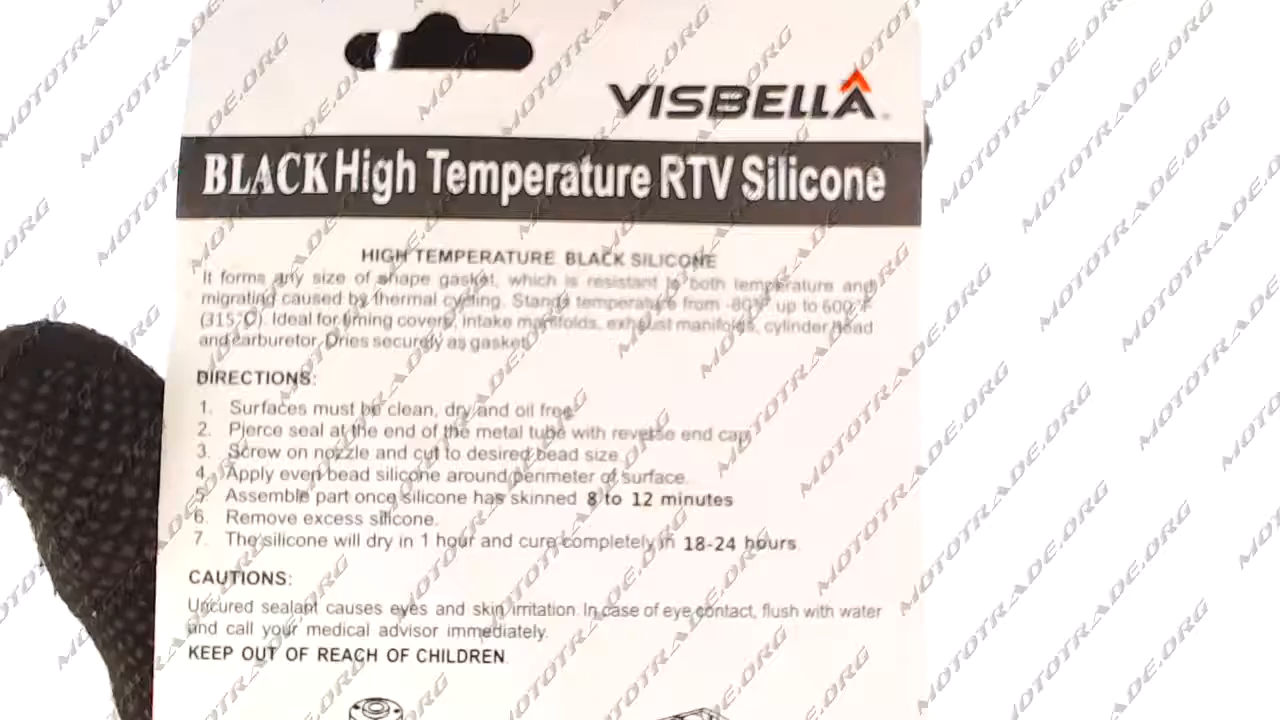 VISBELLA
BLACK High Temperature RTV Silicone
HIGH TEMPERATURE BLACK SILICONE
It forms any size of shape gasket, which is resistant to both temperature and
migrating caused by thermal cycling. Stands temperature from -80°F up to 600°F
(315°C). Ideal for timing covers, intake manifolds, exhaust manifolds, cylinder head
and carburetor. Dries securely as gasket.
DIRECTIONS:
1. Surfaces must be clean, dry and oil free.
2. Pierce seal at the end of the metal tube with reverse end cap.
3. Screw on nozzle and cut to desired bead size.
4. Apply even bead silicone around perimeter of surface.
5. Assemble part once silicone has skinned 8 to 12 minutes
6. Remove excess silicone.
7. The silicone will dry in 1 hour and cure completely in 18-24 hours.
CAUTIONS:
Uncured sealant causes eyes and skin irritation. In case of eye contact, flush with water
and call your medical advisor immediately.
KEEP OUT OF REACH OF CHILDREN.
MOTOTRADE.ORG